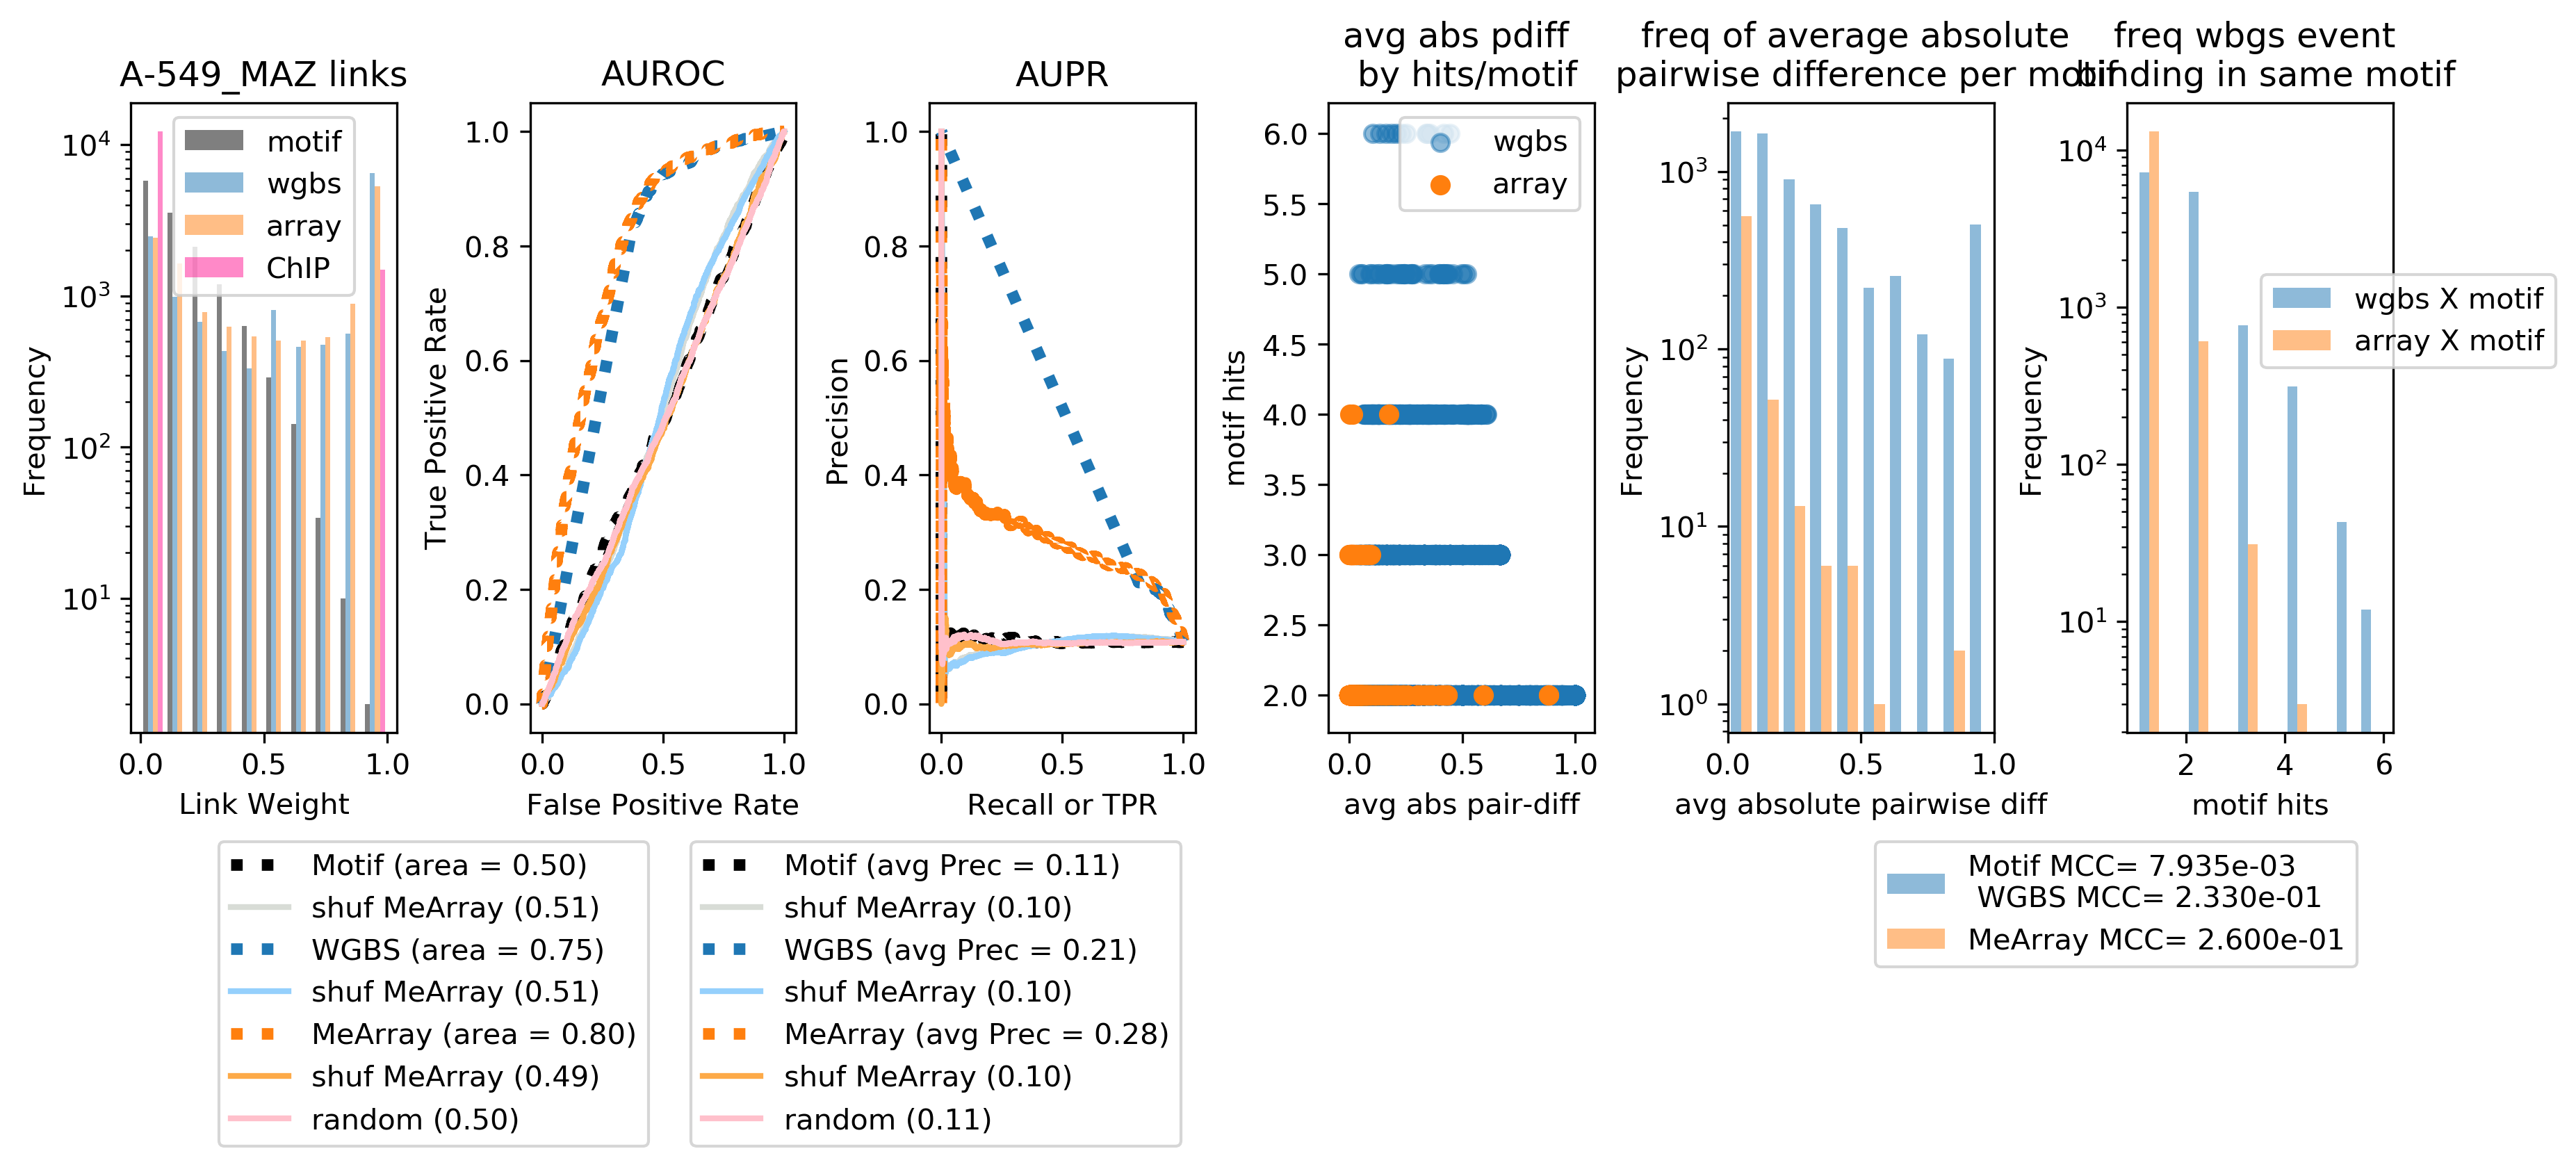 A-549_MAZ links
10^4
10^3
10^2
10^1
0.0 0.5 1.0
Frequency
Link Weight
motif
wgbs
array
ChIP
AUROC
1.0
0.8
0.6
0.4
0.2
0.0
0.0 0.5 1.0
True Positive Rate
False Positive Rate
Motif (area = 0.50)
shuf MeArray (0.51)
WGBS (area = 0.75)
shuf MeArray (0.51)
MeArray (area = 0.80)
shuf MeArray (0.49)
random (0.50)
AUPR
1.0
0.8
0.6
0.4
0.2
0.0
0.0 0.5 1.0
Precision
Recall or TPR
Motif (avg Prec = 0.11)
shuf MeArray (0.10)
WGBS (avg Prec = 0.21)
shuf MeArray (0.10)
MeArray (avg Prec = 0.28)
shuf MeArray (0.10)
random (0.11)
avg abs pdiff
by hits/motif
6.0
5.5
5.0
4.5
4.0
3.5
3.0
2.5
2.0
0.0 0.5 1.0
motif hits
avg abs pair-diff
wgbs
array
freq of average absolute
pairwise difference per motif
10^3
10^2
10^1
10^0
0.0 0.5 1.0
Frequency
avg absolute pairwise diff
Motif MCC= 7.935e-03
WGBS MCC= 2.330e-01
MeArray MCC= 2.600e-01
freq wbgs event
binding in same motif
10^4
10^3
10^2
10^1
2 4 6
Frequency
motif hits
wgbs X motif
array X motif